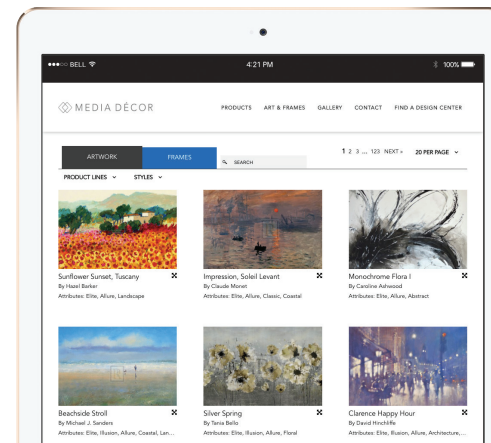 BELL
4:21 PM
100%
MEDIA DÉCOR
PRODUCTS ART & FRAMES GALLERY CONTACT FIND A DESIGN CENTER
ARTWORK FRAMES SEARCH 1 2 3 ... 123 NEXT » 20 PER PAGE
PRODUCT LINES STYLES
Sunflower Sunset, Tuscany
By Hazel Barker
Attributes: Elite, Allure, Landscape
Impression, Soleil Levant
By Claude Monet
Attributes: Elite, Allure, Classic, Coastal
Monochrome Flora I
By Caroline Ashwood
Attributes: Elite, Allure, Abstract
Beachside Stroll
By Michael J. Sanders
Attributes: Elite, Illusion, Allure, Coastal, Lan...
Silver Spring
By Tania Bello
Attributes: Elite, Illusion, Allure, Floral
Clarence Happy Hour
By David Hinchliffe
Attributes: Elite, Illusion, Allure, Architecture,...